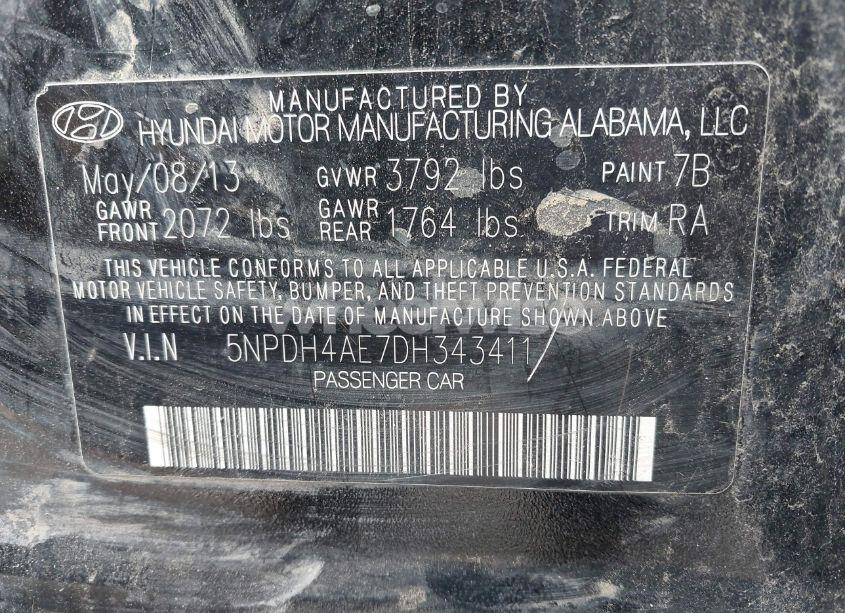 MANUFACTURED BY
HYUNDAI MOTOR MANUFACTURING ALABAMA, LLC
May/08/13 GVWR 3792 lbs PAINT 7B
GAWR FRONT 2072 lbs GAWR REAR 1764 lbs TRIM RA
THIS VEHICLE CONFORMS TO ALL APPLICABLE U.S.A. FEDERAL
MOTOR VEHICLE SAFETY, BUMPER, AND THEFT PREVENTION STANDARDS
IN EFFECT ON THE DATE OF MANUFACTURE SHOWN ABOVE
V.I.N 5NPDH4AE7DH343411
PASSENGER CAR